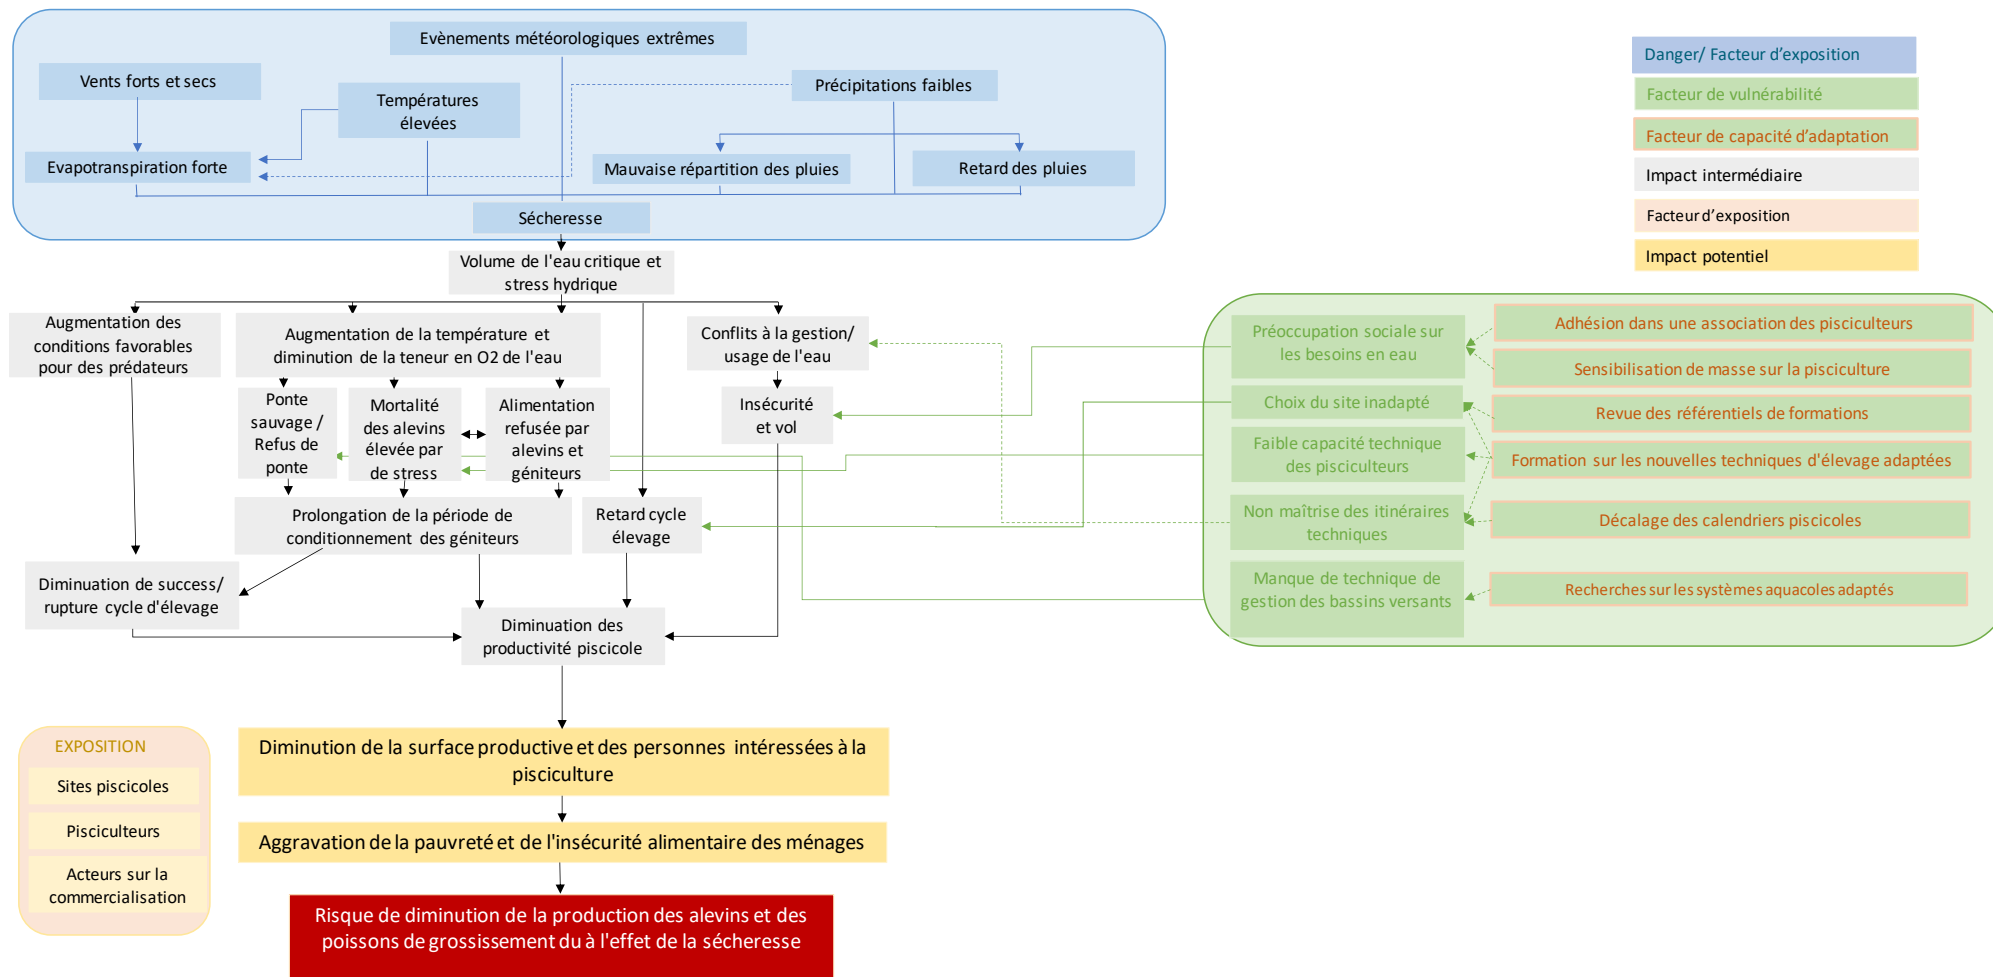 Evènements météorologiques extrêmes
Vents forts et secs
Températures
élevées
Précipitations faibles
Evapotranspiration forte
Mauvaise répartition des pluies
Retard des pluies
Sécheresse
Danger/ Facteur d'exposition
Facteur de vulnérabilité
Facteur de capacité d'adaptation
Impact intermédiaire
Facteur d'exposition
Impact potentiel
Volume de l'eau critique et
stress hydrique
Augmentation des
conditions favorables
pour des prédateurs
Augmentation de la température et
diminution de la teneur en O2 de l'eau
Conflits à la gestion/
usage de l'eau
Ponte
sauvage /
Refus de
ponte
Mortalité
des alevins
élevée par
de stress
Alimentation
refusée par
alevins et
géniteurs
Insécurité
et vol
Prolongation de la période de
conditionnement des géniteurs
Retard cycle
élevage
Diminuation de success/
rupture cycle d'élevage
Diminuation des
productivité piscicole
Préoccupation sociale sur
les besoins en eau
Choix du site inadapté
Faible capacité technique
des pisciculteurs
Non maîtrise des itinéraires
techniques
Manque de technique de
gestion des bassins versants
Adhésion dans une association des pisciculteurs
Sensibilisation de masse sur la pisciculture
Revue des référentiels de formations
Formation sur les nouvelles techniques d'élevage adaptées
Décalage des calendriers piscicoles
Recherches sur les systèmes aquacoles adaptés
EXPOSITION
Sites piscicoles
Pisciculteurs
Acteurs sur la
commercialisation
Diminution de la surface productive et des personnes intéressées à la
pisciculture
Aggravation de la pauvreté et de l'insécurité alimentaire des ménages
Risque de diminution de la production des alevins et des
poissons de grossissement du à l'effet de la sécheresse